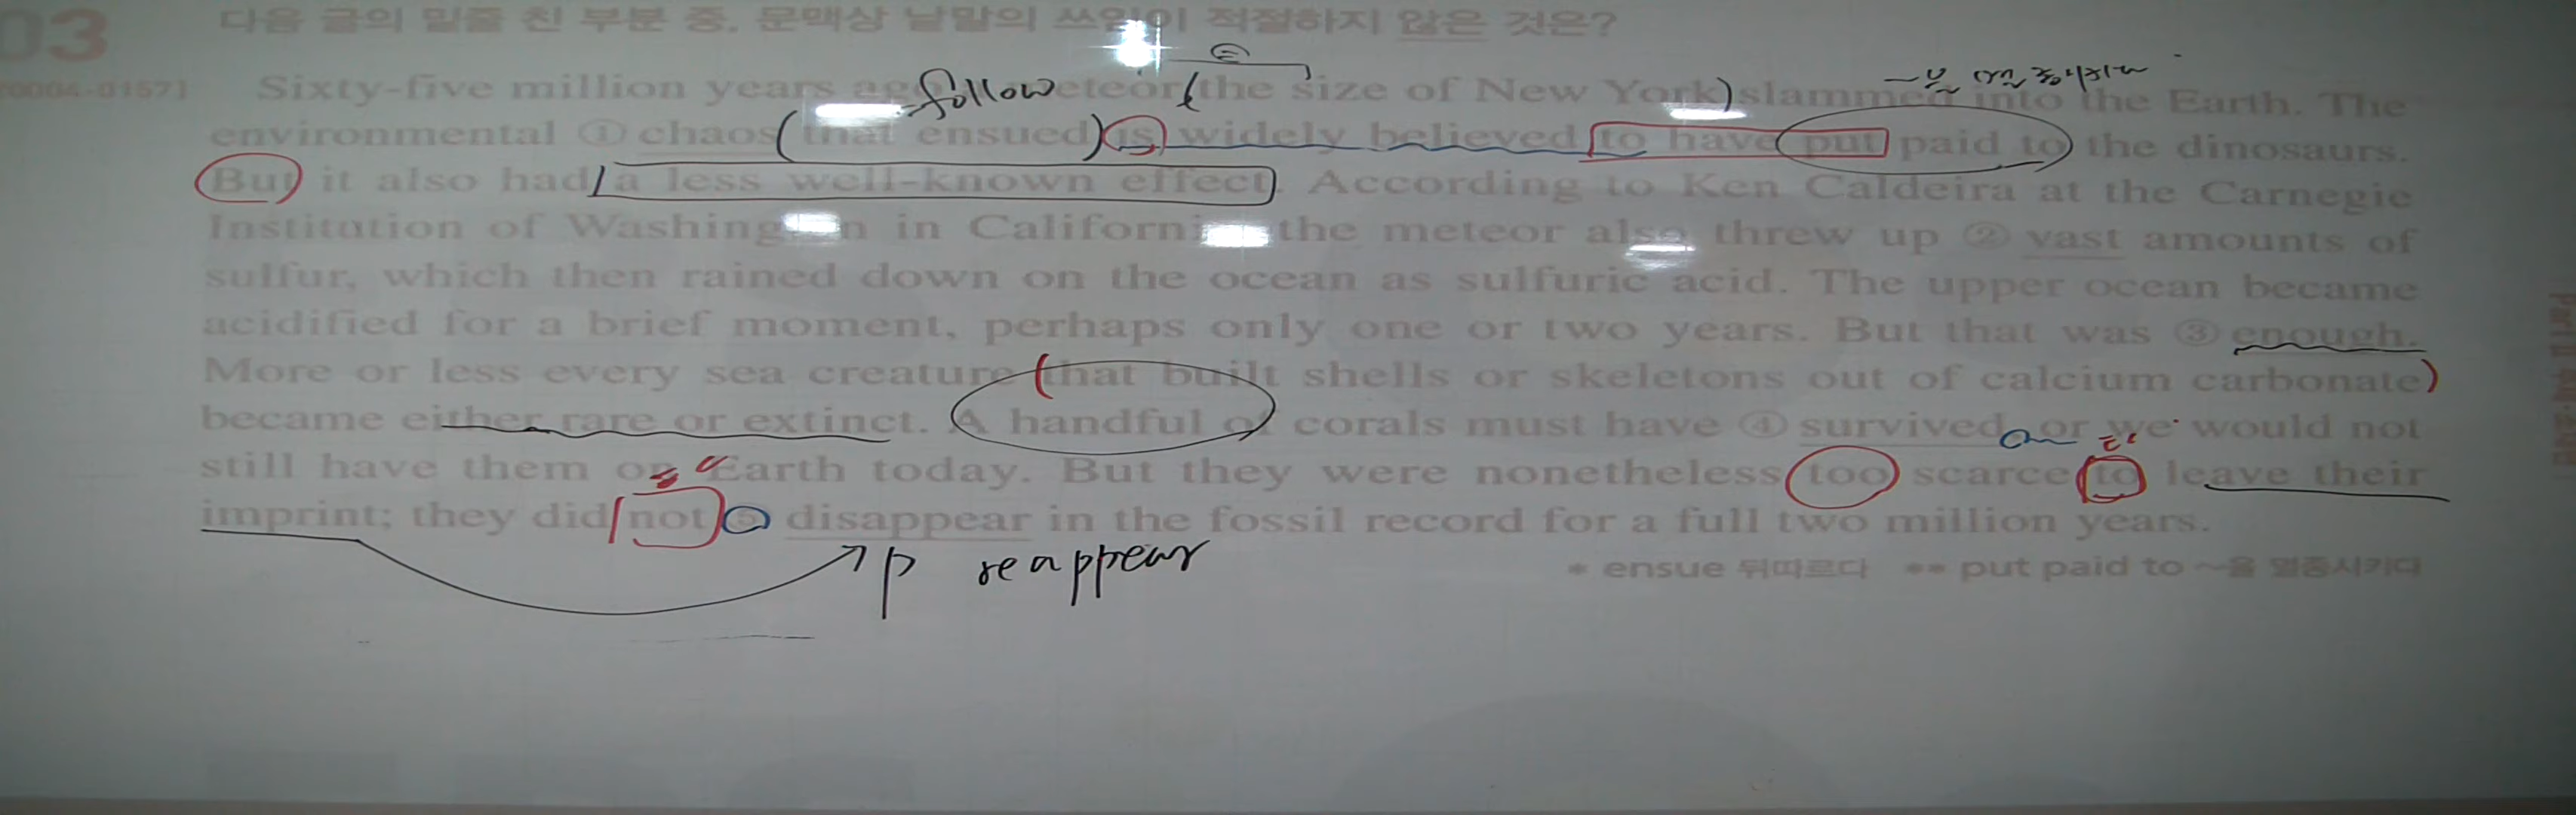 03 다음 글의 밑줄 친 부분 중, 문맥상 낱말의 쓰임이 적절하지 않은 것은?
follow
Sixty-five million years ago meteor (the size of New York) slammed into the Earth. The
environmental ① chaos (that ensued) is widely believed to have put paid to the dinosaurs.
But it also had a less well-known effect. According to Ken Caldeira at the Carnegie
Institution of Washington in California the meteor also threw up ② vast amounts of
sulfur, which then rained down on the ocean as sulfuric acid. The upper ocean became
acidified for a brief moment, perhaps only one or two years. But that was ③ enough.
More or less every sea creature (that built shells or skeletons out of calcium carbonate)
became either rare or extinct. A handful of corals must have ④ survived or we would not
still have them on Earth today. But they were nonetheless too scarce to leave their
imprint; they did not disappear in the fossil record for a full two million years.
reappear
* ensue 뒤따르다 ** put paid to ~을 멸종시키다